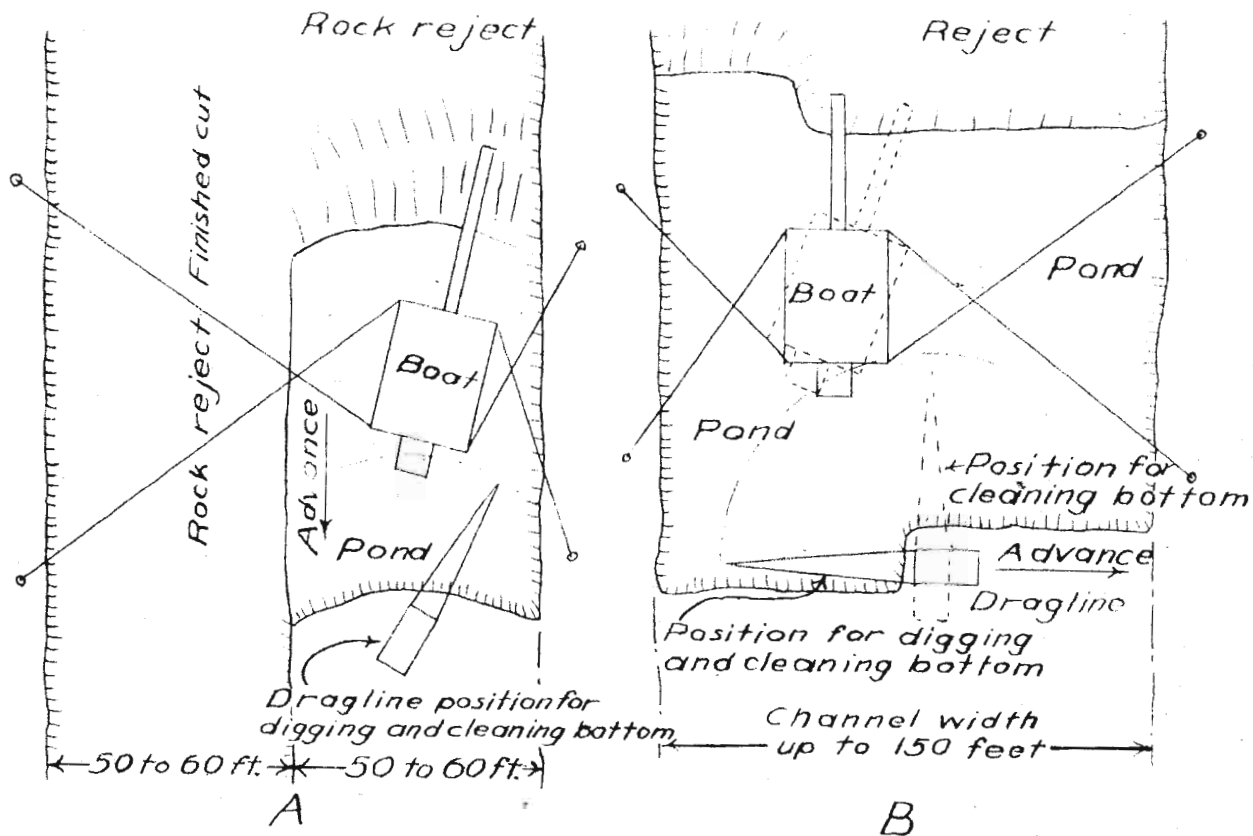 Rock reject
Rock reject Finished cut
Boat
Advance
Pond
Dragline position for
digging and cleaning bottom
50 to 60 ft.
50 to 60 ft.
A
Reject
Pond
Boat
Pond
Position for
cleaning bottom
Advance
Dragline
Position for digging
and cleaning bottom
Channel width
up to 150 feet
B